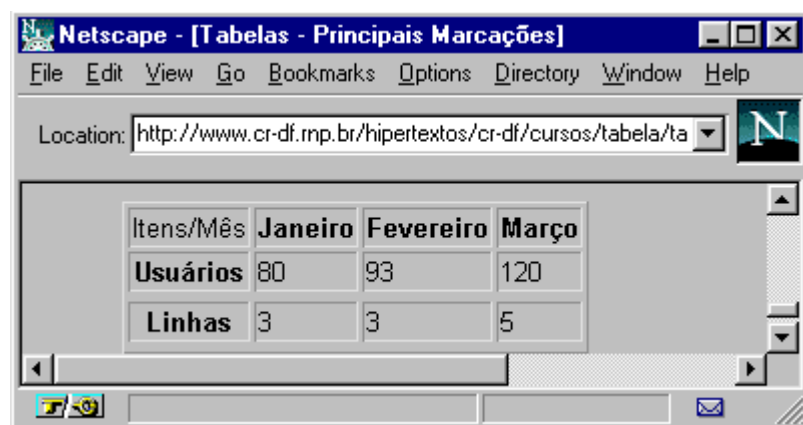 Netscape - [Tabelas - Principais Marcações]
File Edit View Go Bookmarks Options Directory Window Help
Location: http://www.cr-df.rnp.br/hipertextos/cr-df/cursos/tabela/ta
N
Itens/Mês Janeiro Fevereiro Março
Usuários 80 93 120
Linhas 3 3 5